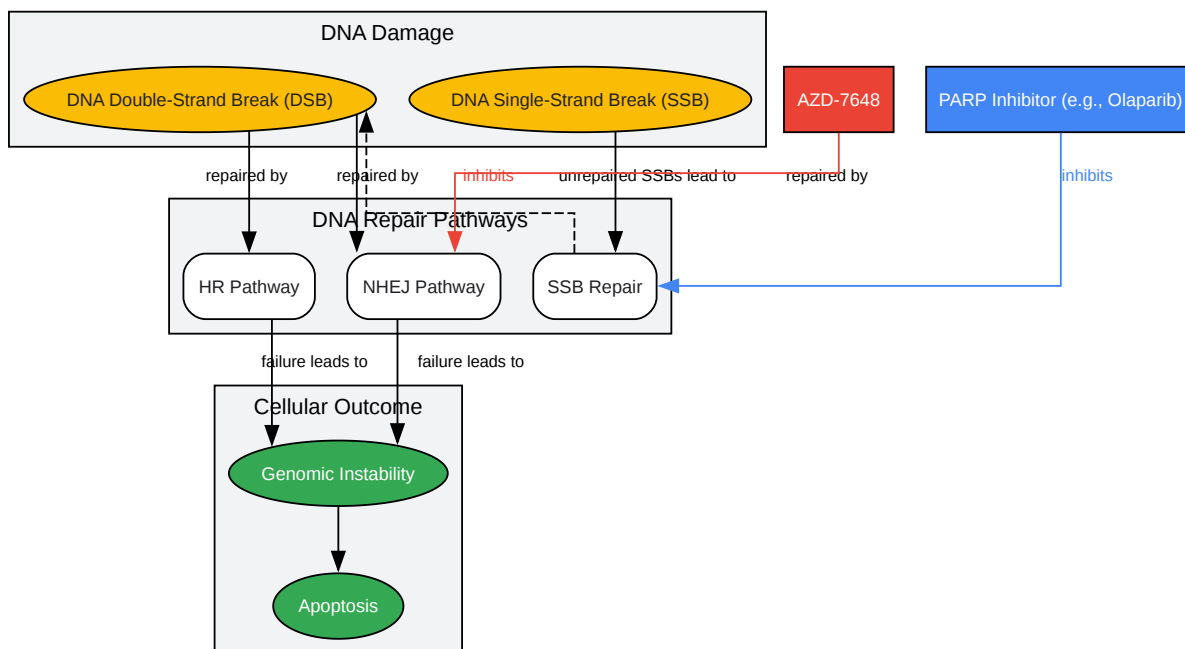 DNA Damage
DNA Double-Strand Break (DSB)
DNA Single-Strand Break (SSB)
AZD-7648
PARP Inhibitor (e.g., Olaparib)
repaired by
repaired by
inhibits
unrepaired SSBs lead to
repaired by
inhibits
DNA Repair Pathways
HR Pathway
NHEJ Pathway
SSB Repair
failure leads to
failure leads to
Cellular Outcome
Genomic Instability
Apoptosis